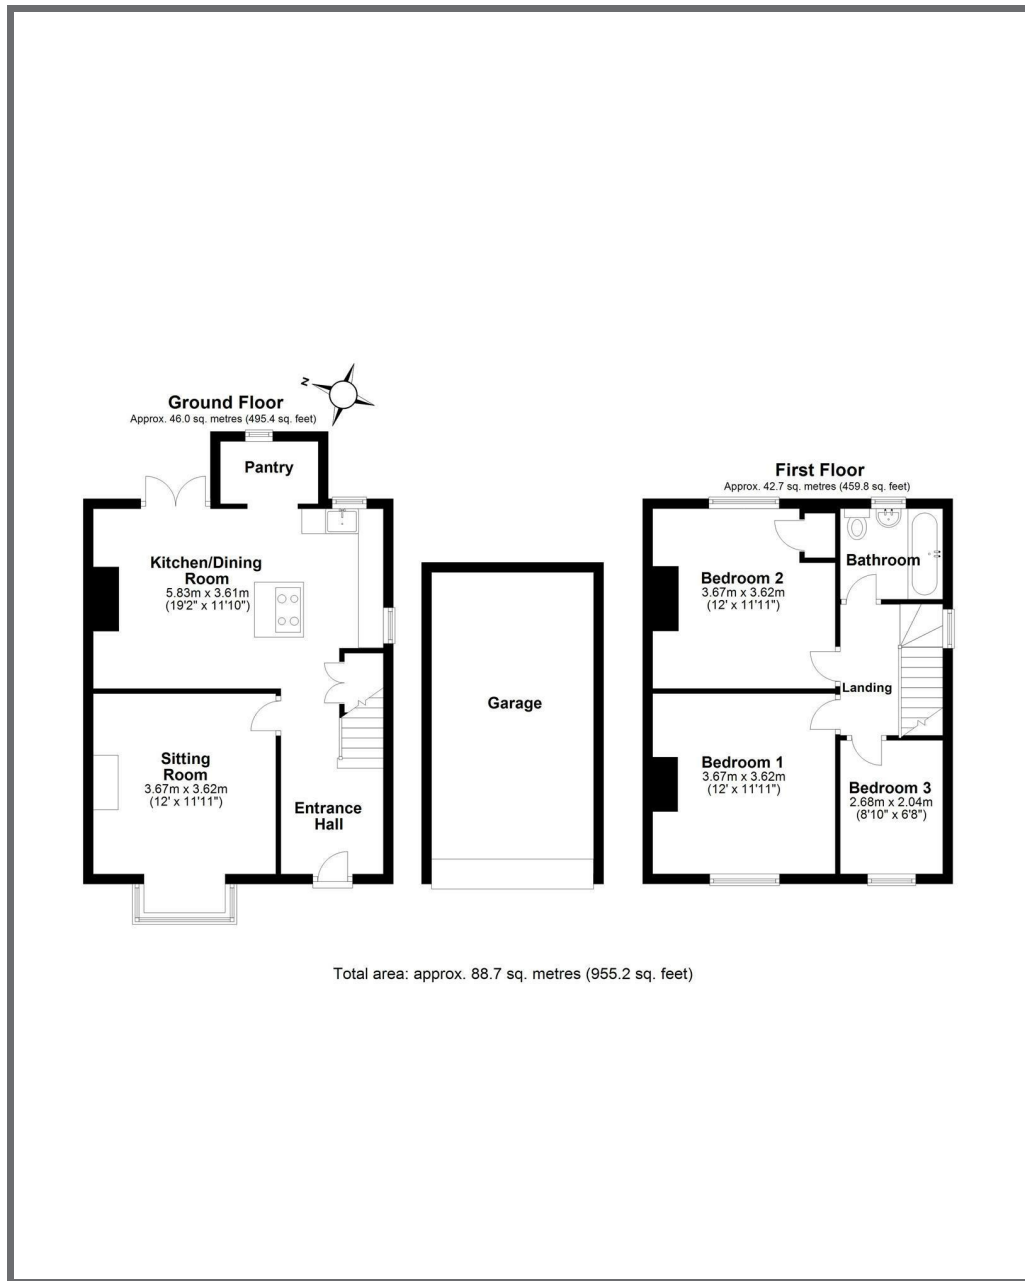 N
Ground Floor
Approx. 46.0 sq. metres (495.4 sq. feet)
Pantry
Kitchen/Dining
Room
5.83m x 3.61m
(19'2" x 11'10")
Sitting
Room
3.67m x 3.62m
(12' x 11'11")
Entrance
Hall
Garage
First Floor
Approx. 42.7 sq. metres (459.8 sq. feet)
Bedroom 2
3.67m x 3.62m
(12' x 11'11")
Bathroom
Landing
Bedroom 1
3.67m x 3.62m
(12' x 11'11")
Bedroom 3
2.68m x 2.04m
(8'10" x 6'8")
Total area: approx. 88.7 sq. metres (955.2 sq. feet)